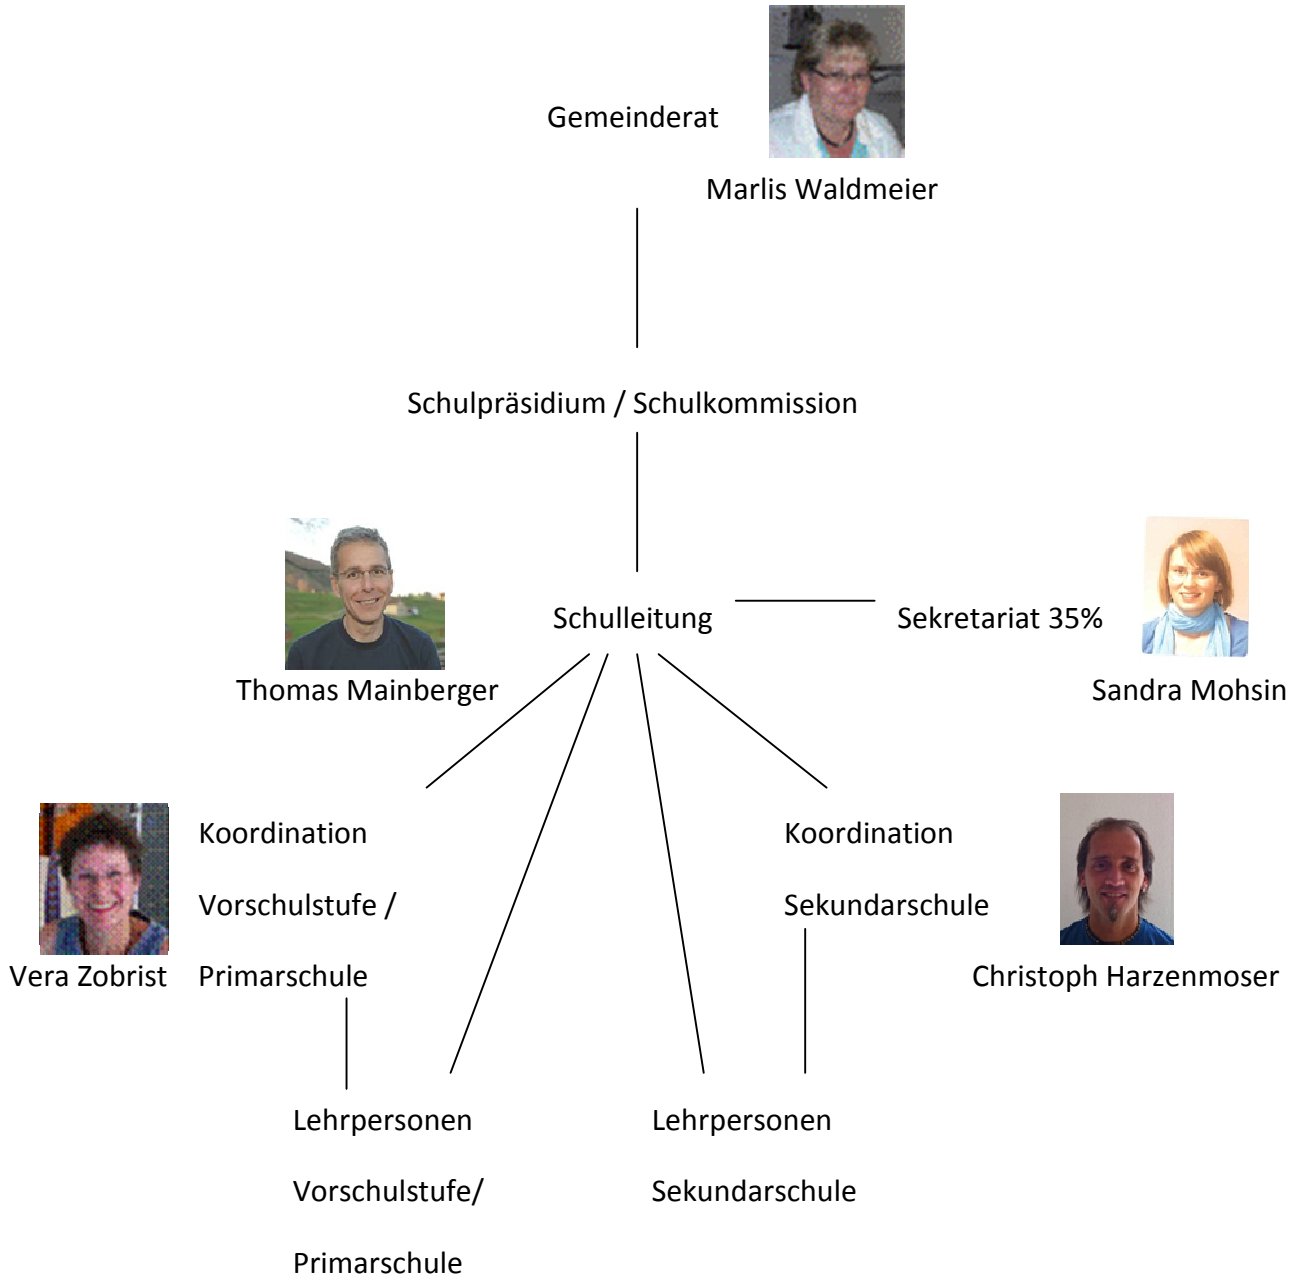 Gemeinderat
Marlis Waldmeier
Schulpräsidium / Schulkommission
Schulleitung
Sekretariat 35%
Thomas Mainberger
Sandra Mohsin
Koordination
Vorschulstufe /
Primarschule
Vera Zobrist
Koordination
Sekundarschule
Christoph Harzenmoser
Lehrpersonen
Vorschulstufe/
Primarschule
Lehrpersonen
Sekundarschule